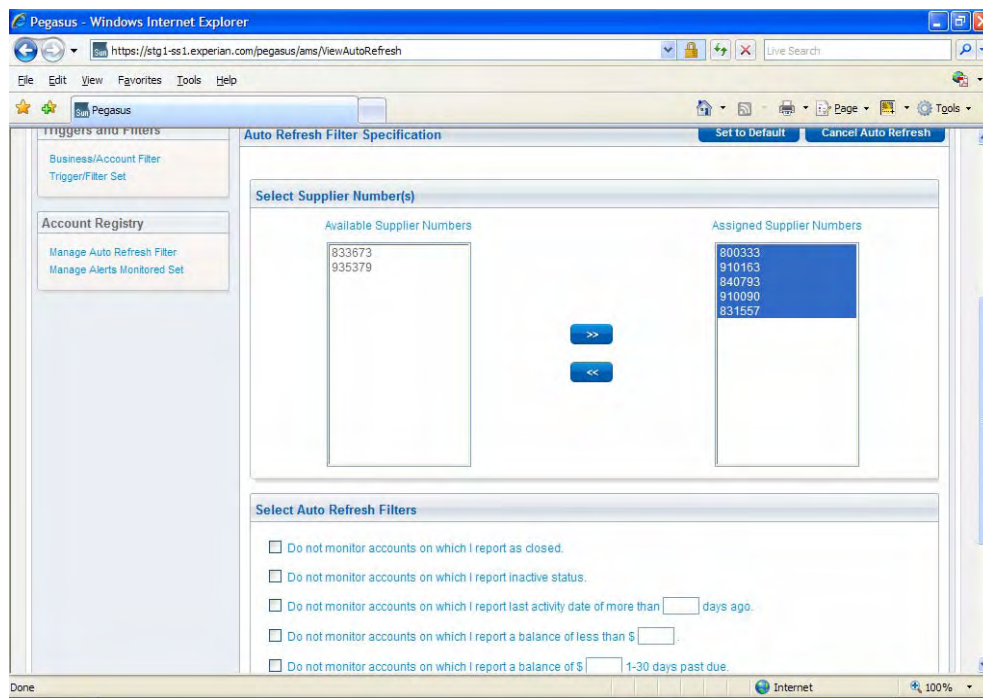 Pegasus - Windows Internet Explorer
https://stg1-ss1.experian.com/pegasus/ams/ViewAutoRefresh
Live Search
File Edit View Favorites Tools Help
Sun Pegasus
Page Tools
Triggers and Filters
Business/Account Filter
Trigger/Filter Set
Account Registry
Manage Auto Refresh Filter
Manage Alerts Monitored Set
Auto Refresh Filter Specification
Set to Default
Cancel Auto Refresh
Select Supplier Number(s)
Available Supplier Numbers
833673
935379
>>
<<
Assigned Supplier Numbers
800333
910163
840793
910090
831557
Select Auto Refresh Filters
Do not monitor accounts on which I report as closed.
Do not monitor accounts on which I report inactive status.
Do not monitor accounts on which I report last activity date of more than days ago.
Do not monitor accounts on which I report a balance of less than $ .
Do not monitor accounts on which I report a balance of $ 1-30 days past due.
Done
Internet
100%